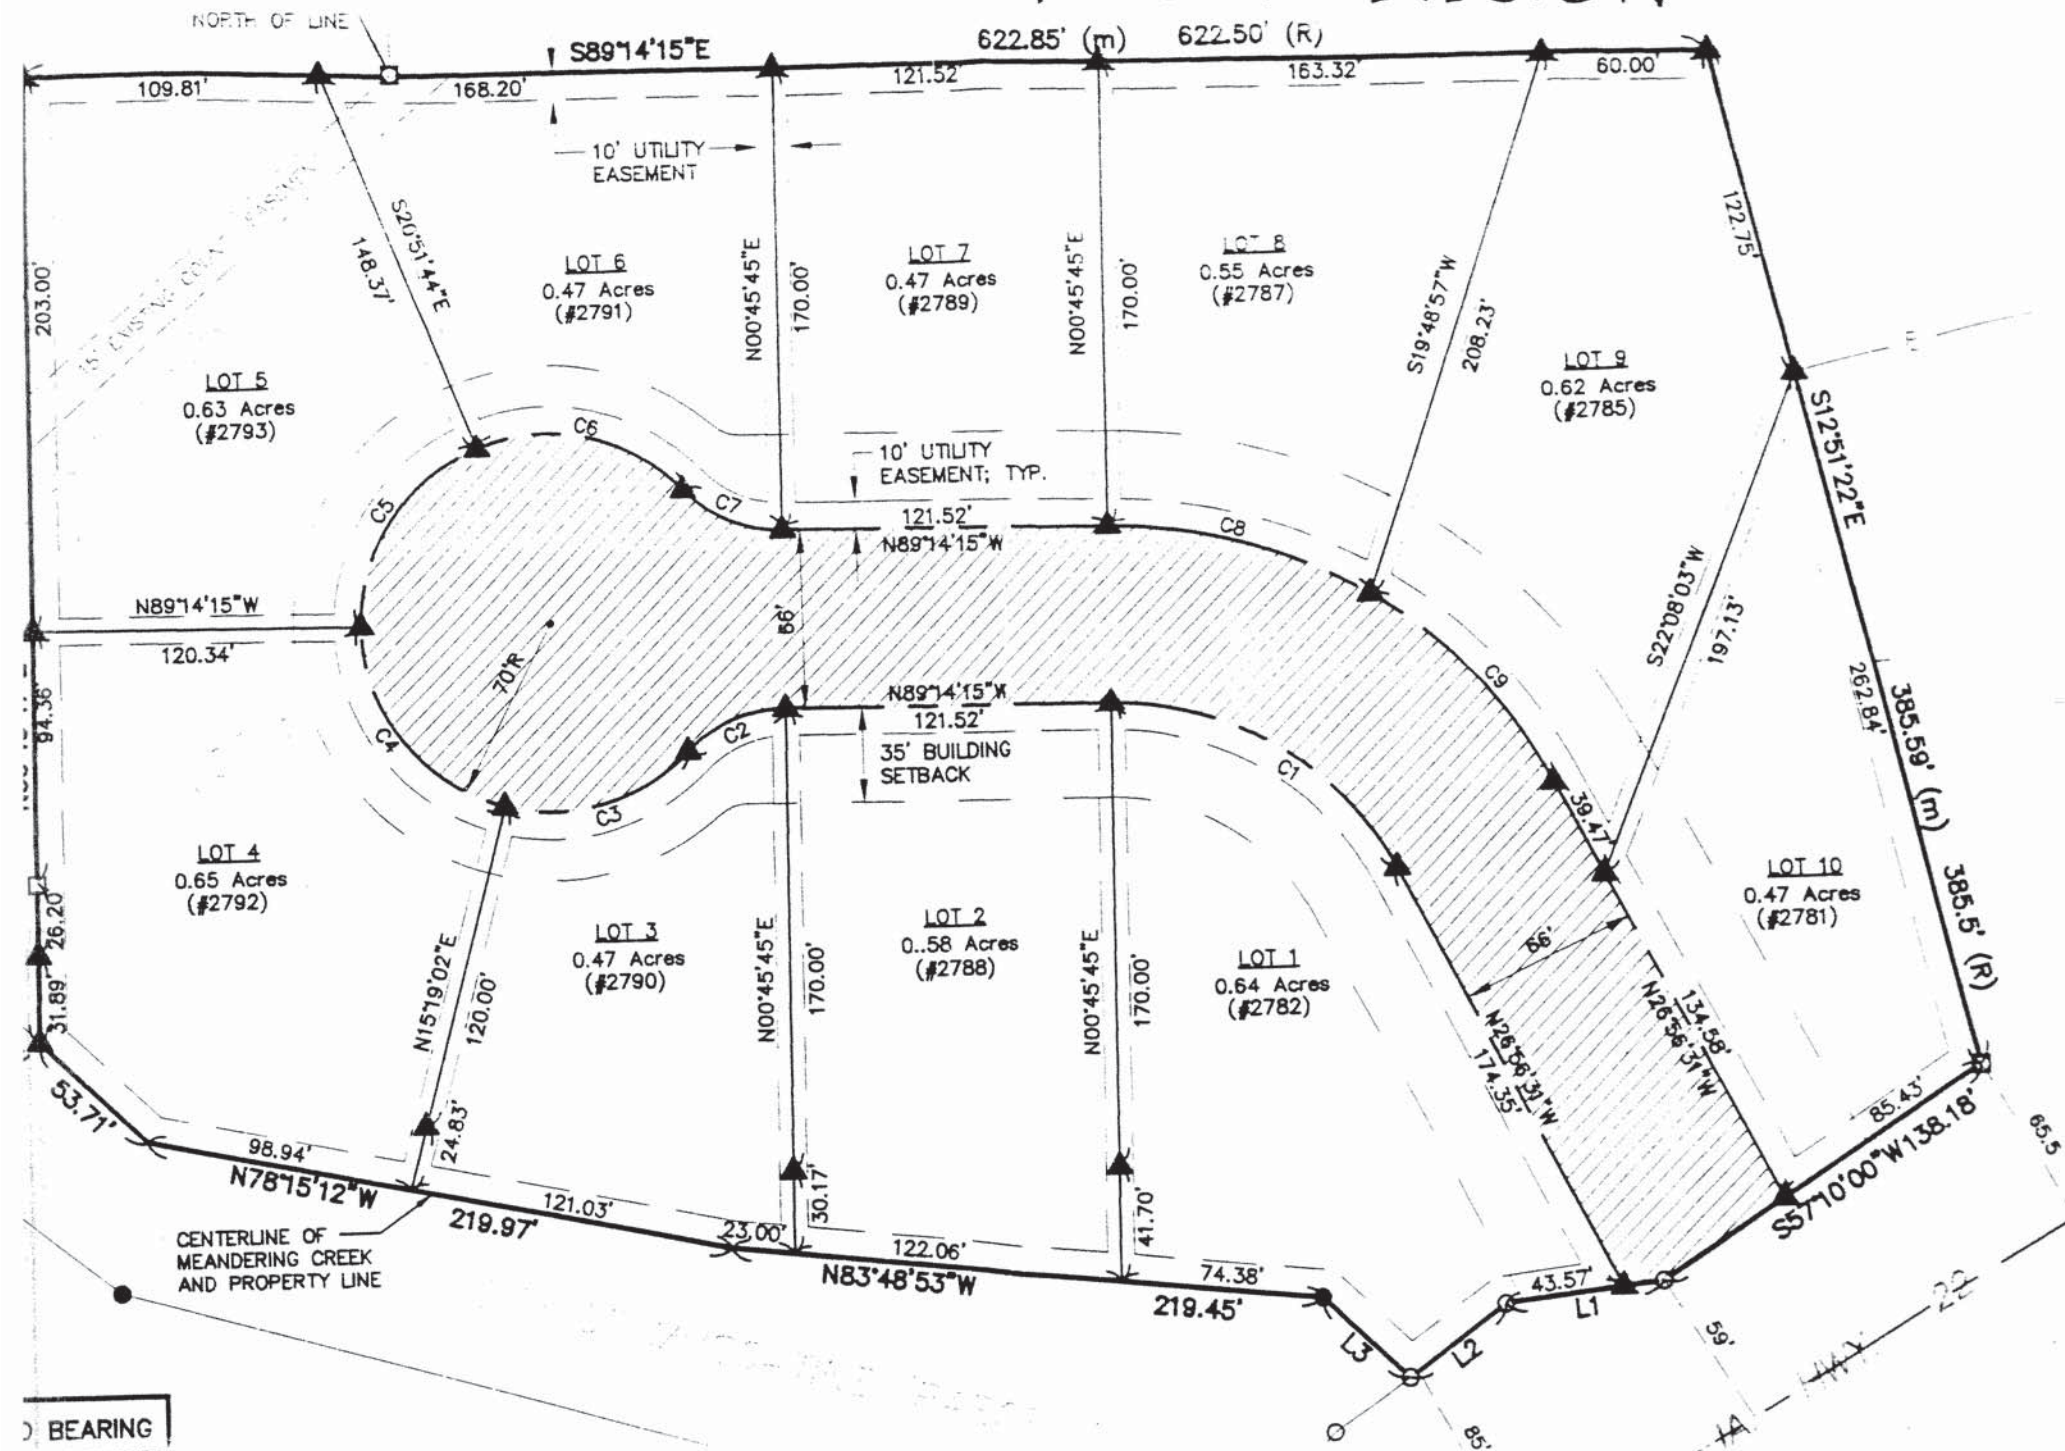 NORTH OF LINE
S89°14'15"E
622.85' (m)
622.50' (R)
109.81'
168.20'
121.52'
163.32'
60.00'
10' UTILITY
EASEMENT
203.00'
S20°51'44"E
148.37'
LOT 6
0.47 Acres
(#2791)
N00°45'45"E
170.00'
LOT 7
0.47 Acres
(#2789)
N00°45'45"E
170.00'
LOT 8
0.55 Acres
(#2787)
S19°48'57"W
208.23'
122.75'
LOT 9
0.62 Acres
(#2785)
LOT 5
0.63 Acres
(#2793)
15' EXISTING
S12°51'22"E
C6
C5
C7
10' UTILITY
EASEMENT; TYP.
121.52'
N89°14'15"W
C8
66'
N89°14'15"W
120.34'
70'R
S22°08'03"W
197.13'
C9
262.84'
385.59' (m)
385.5' (R)
94.36'
C4
C3
C2
N89°14'15"W
121.52'
35' BUILDING
SETBACK
C1
39.47'
LOT 4
0.65 Acres
(#2792)
LOT 10
0.47 Acres
(#2781)
26.20
31.89'
N15°19'02"E
120.00'
LOT 3
0.47 Acres
(#2790)
N00°45'45"E
170.00'
LOT 2
0..58 Acres
(#2788)
N00°45'45"E
170.00'
LOT 1
0.64 Acres
(#2782)
66'
N26°56'31"W
174.35'
134.58'
N26°56'31"W
85.43'
S57°10'00"W 138.18'
65.5
53.71'
98.94'
N78°15'12"W
219.97'
24.83'
121.03'
23.00'
30.17'
122.06'
N83°48'53"W
219.45'
41.70'
74.38'
43.57'
L1
L2
L3
CENTERLINE OF
MEANDERING CREEK
AND PROPERTY LINE
59'
85'
IA HWY. 22
BEARING